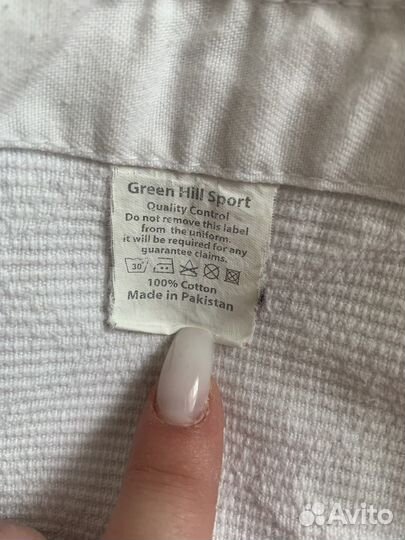 Green Hill Sport
Quality Control
Do not remove this label
from the uniform.
it will be required for any
guarantee claims.
30°
100% Cotton
Made in Pakistan
Avito